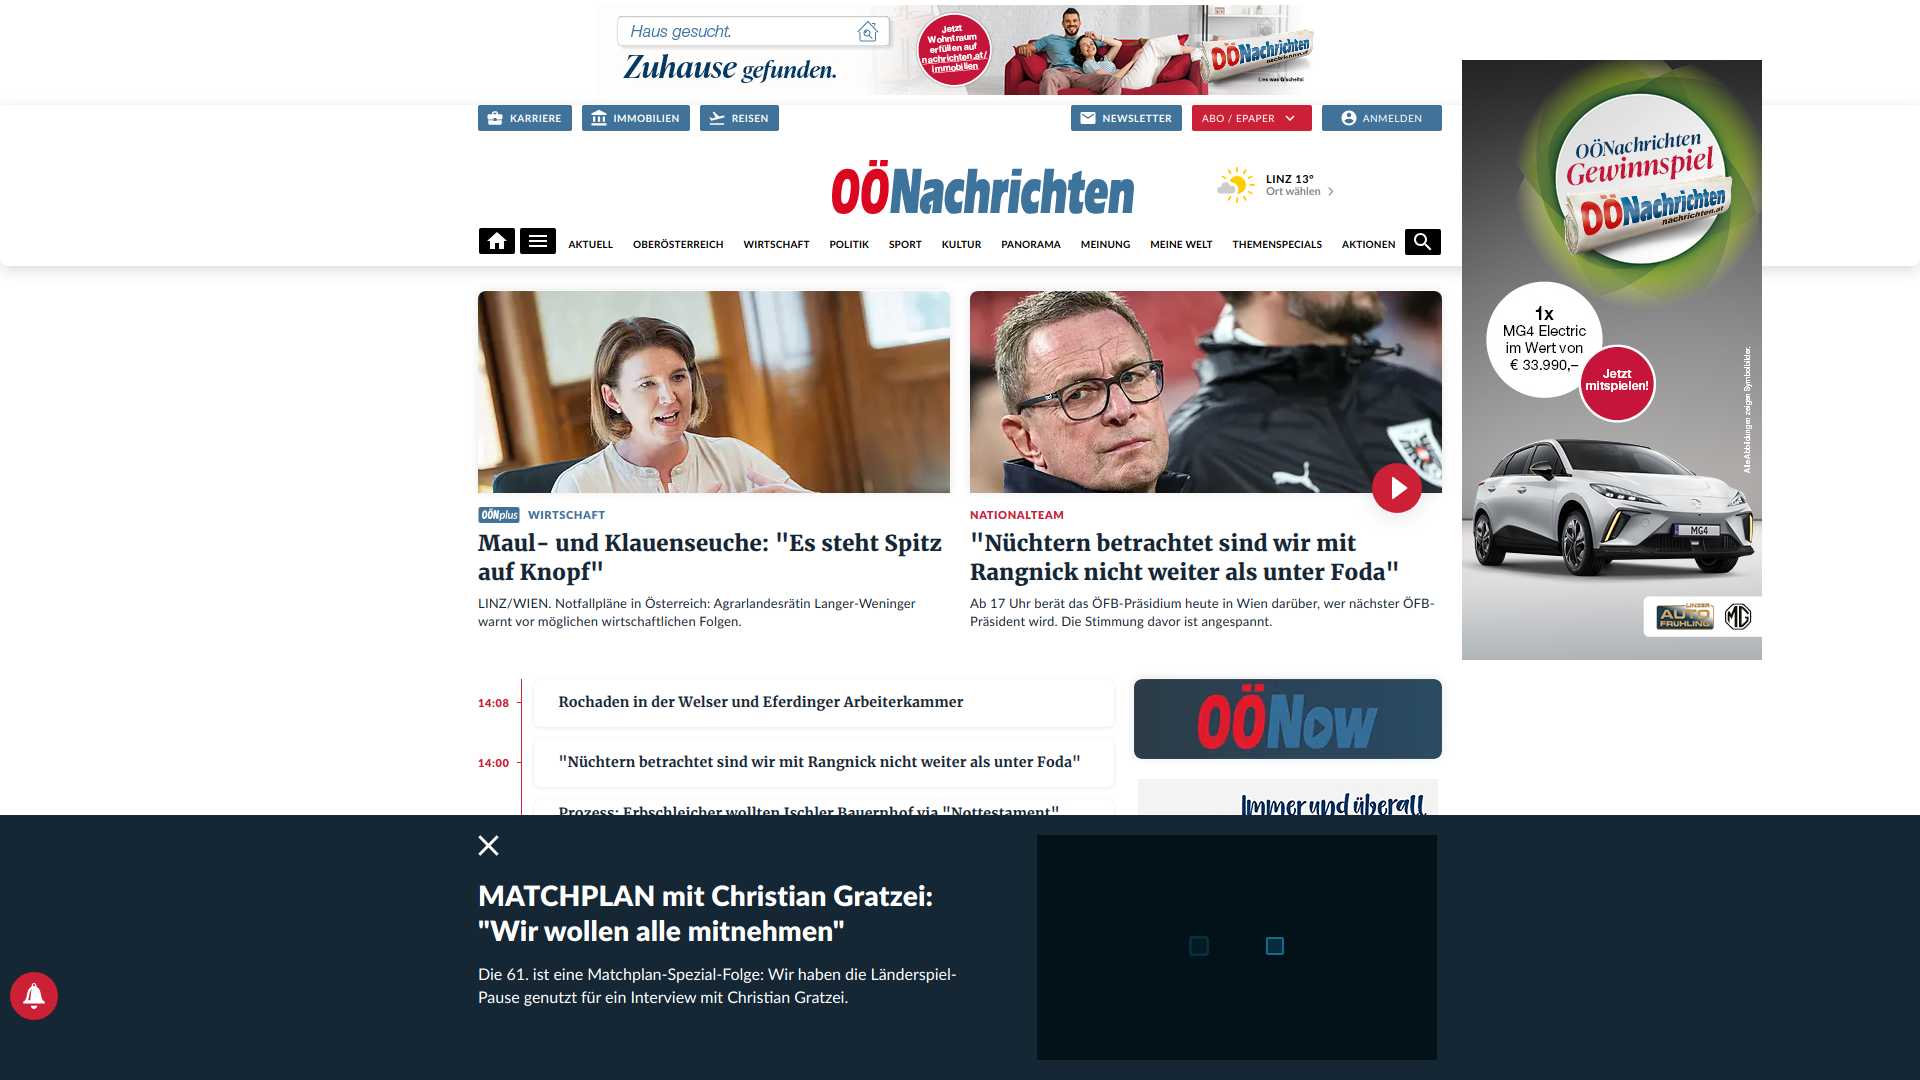 Haus gesucht.
Zuhause gefunden.
Jetzt
Wohntraum
erfüllen auf
nachrichten.at/
immobilien
OÖNachrichten
nachrichten.at
Lies was G'scheits!
KARRIERE
IMMOBILIEN
REISEN
NEWSLETTER
ABO / EPAPER
ANMELDEN
OÖNachrichten
LINZ 13°
Ort wählen
AKTUELL
OBERÖSTERREICH
WIRTSCHAFT
POLITIK
SPORT
KULTUR
PANORAMA
MEINUNG
MEINE WELT
THEMENSPECIALS
AKTIONEN
OÖNachrichten
Gewinnspiel
OÖNachrichten
nachrichten.at
1x
MG4 Electric
im Wert von
€ 33.990,–
Jetzt
mitspielen!
Alle Abbildungen zeigen Symbolbilder.
MG4
LINZER
AUTO
FRÜHLING
MG
OÖNplus WIRTSCHAFT
Maul- und Klauenseuche: "Es steht Spitz
auf Knopf"
LINZ/WIEN. Notfallpläne in Österreich: Agrarlandesrätin Langer-Weninger
warnt vor möglichen wirtschaftlichen Folgen.
NATIONALTEAM
"Nüchtern betrachtet sind wir mit
Rangnick nicht weiter als unter Foda"
Ab 17 Uhr berät das ÖFB-Präsidium heute in Wien darüber, wer nächster ÖFB-
Präsident wird. Die Stimmung davor ist angespannt.
14:08
Rochaden in der Welser und Eferdinger Arbeiterkammer
14:00
"Nüchtern betrachtet sind wir mit Rangnick nicht weiter als unter Foda"
Prozess: Erbschleicher wollten Ischler Bauernhof via "Nottestament"
OÖNow
Immer und überall
MATCHPLAN mit Christian Gratzei:
"Wir wollen alle mitnehmen"
Die 61. ist eine Matchplan-Spezial-Folge: Wir haben die Länderspiel-
Pause genutzt für ein Interview mit Christian Gratzei.